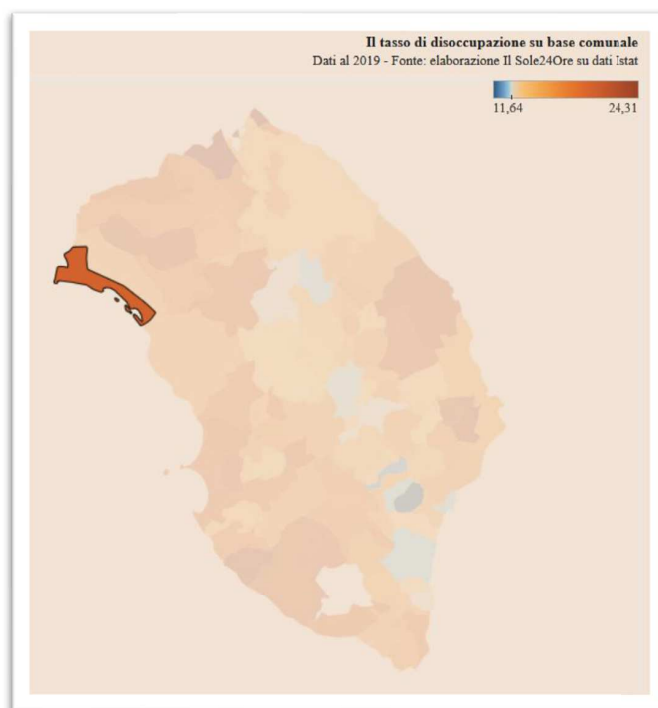 Il tasso di disoccupazione su base comunale
Dati al 2019 - Fonte: elaborazione Il Sole24Ore su dati Istat
11,64 24,31